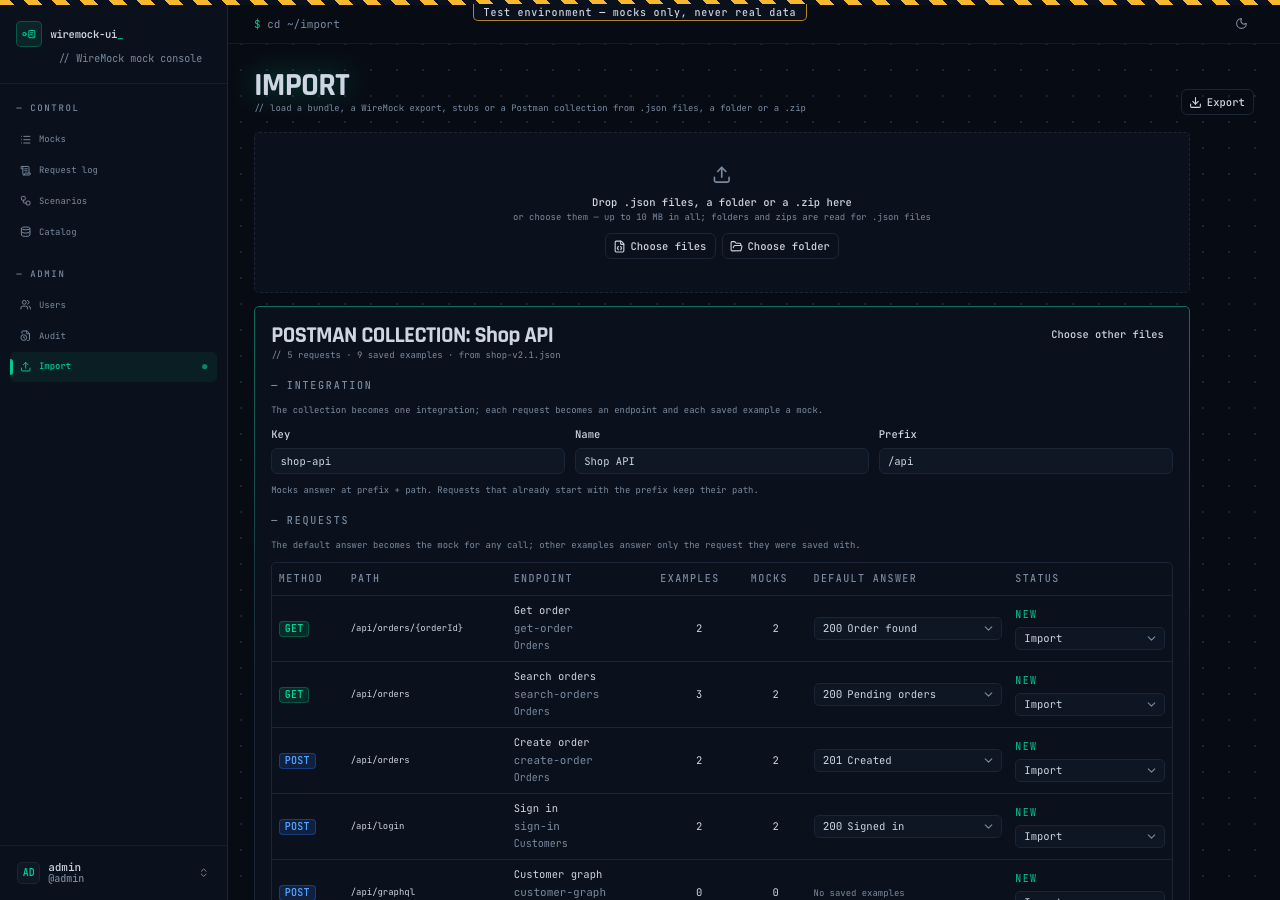 Test environment — mocks only, never real data
wiremock-ui_
// WireMock mock console
$ cd ~/import
— CONTROL
Mocks
Request log
Scenarios
Catalog
— ADMIN
Users
Audit
Import
AD
admin
@admin
IMPORT
// load a bundle, a WireMock export, stubs or a Postman collection from .json files, a folder or a .zip
Export
Drop .json files, a folder or a .zip here
or choose them — up to 10 MB in all; folders and zips are read for .json files
Choose files
Choose folder
POSTMAN COLLECTION: Shop API
Choose other files
// 5 requests · 9 saved examples · from shop-v2.1.json
— INTEGRATION
The collection becomes one integration; each request becomes an endpoint and each saved example a mock.
Key Name Prefix
shop-api Shop API /api
Mocks answer at prefix + path. Requests that already start with the prefix keep their path.
— REQUESTS
The default answer becomes the mock for any call; other examples answer only the request they were saved with.
METHOD PATH ENDPOINT EXAMPLES MOCKS DEFAULT ANSWER STATUS
Get order NEW
GET /api/orders/{orderId} get-order 2 2 200 Order found Import
Orders
Search orders NEW
GET /api/orders search-orders 3 2 200 Pending orders Import
Orders
Create order NEW
POST /api/orders create-order 2 2 201 Created Import
Orders
Sign in NEW
POST /api/login sign-in 2 2 200 Signed in Import
Customers
Customer graph NEW
POST /api/graphql customer-graph 0 0 No saved examples